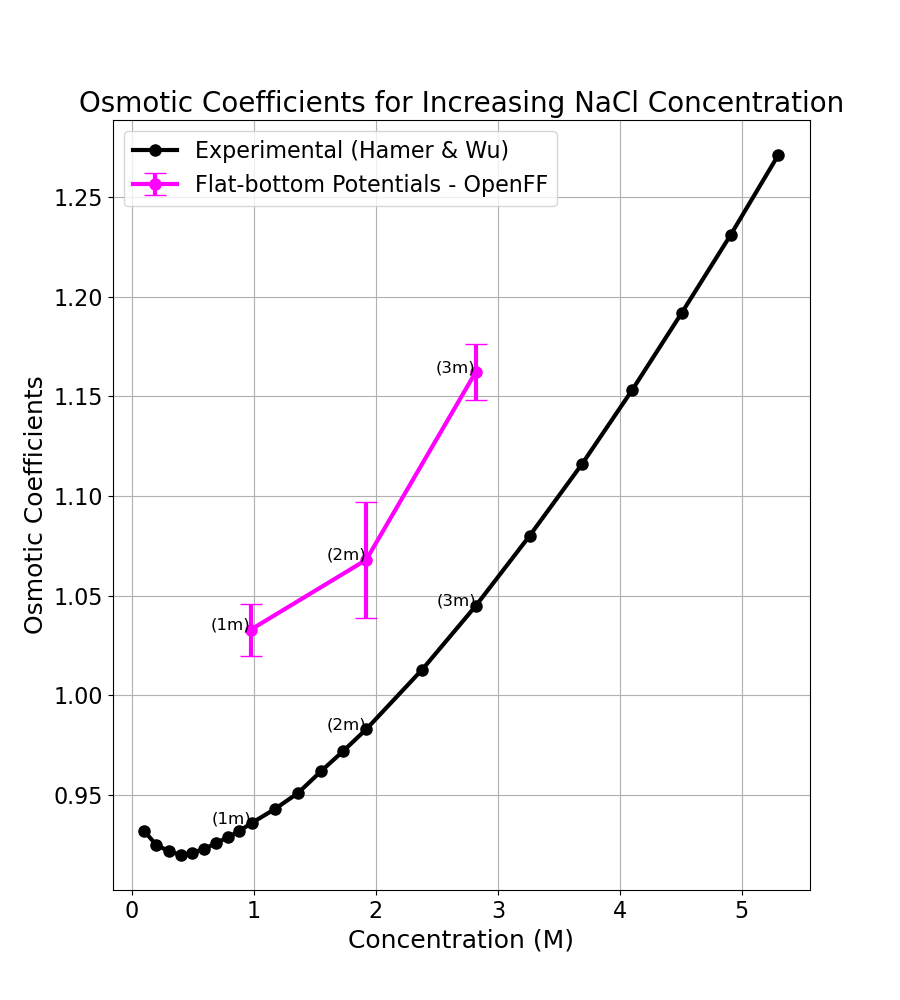 Osmotic Coefficients for Increasing NaCl Concentration
Experimental (Hamer & Wu)
Flat-bottom Potentials - OpenFF
1.25
1.20
1.15
1.10
1.05
1.00
0.95
Osmotic Coefficients
(3m)
(2m)
(1m)
(3m)
(2m)
(1m)
0 1 2 3 4 5
Concentration (M)